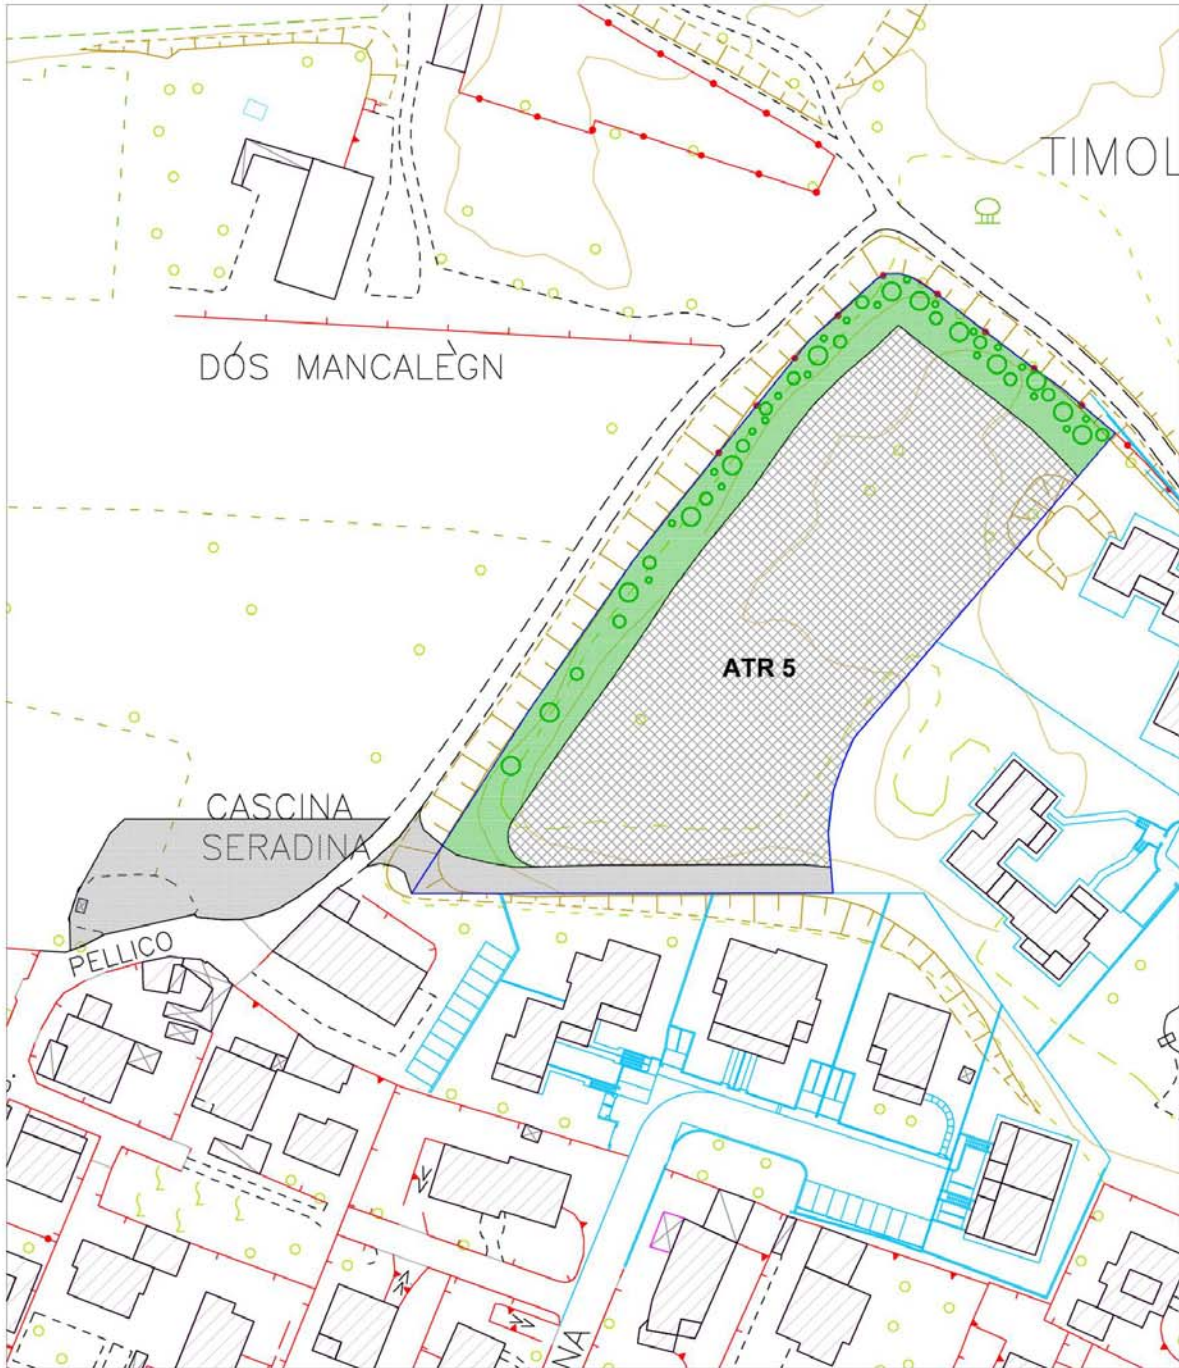 TIMOL
DÓS MANCALÈGN
ATR 5
CASCINA
SERADINA
PELLICO
NA